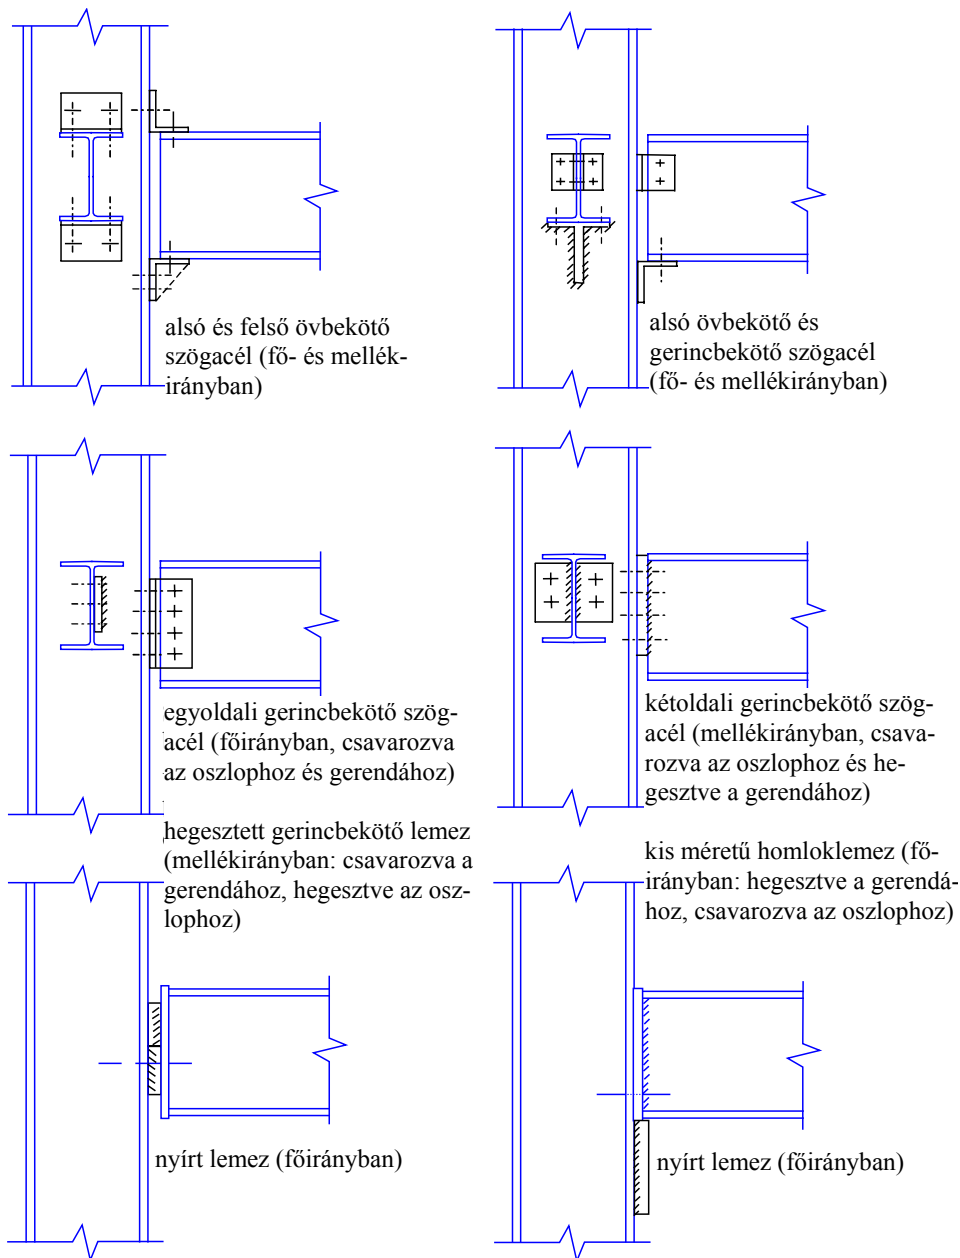 alsó és felső övbekötő
szögacél (fő- és mellék-
irányban)
alsó övbekötő és
gerincbekötő szögacél
(fő- és mellékirányban)
egyoldali gerincbekötő szög-
acél (főirányban, csavarozva
az oszlophoz és gerendához)
kétoldali gerincbekötő szög-
acél (mellékirányban, csava-
rozva az oszlophoz és he-
gesztve a gerendához)
hegesztett gerincbekötő lemez
(mellékirányban: csavarozva a
gerendához, hegesztve az osz-
lophoz)
kis méretű homloklemez (fő-
irányban: hegesztve a gerendá-
hoz, csavarozva az oszlophoz)
nyírt lemez (főirányban)
nyírt lemez (főirányban)